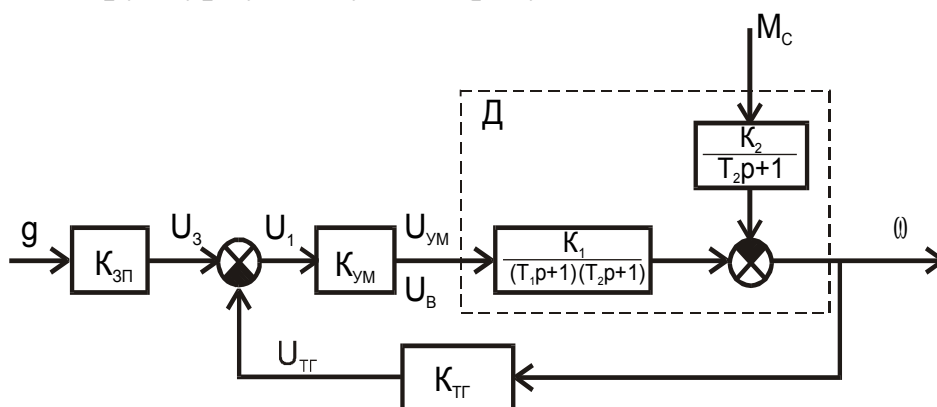 M_C
Д
K_2
T_2p+1
g
K_ЗП
U_З
U_1
K_УМ
U_УМ
U_В
K_1
(T_1p+1)(T_2p+1)
ω
U_ТГ
K_ТГ